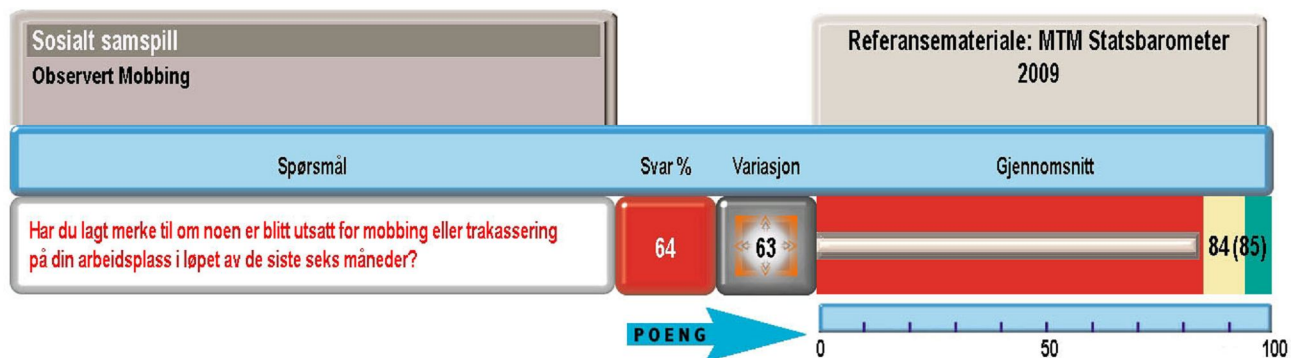 Sosialt samspill
Observert Mobbing
Referansemateriale: MTM Statsbarometer
2009
Spørsmål Svar % Variasjon Gjennomsnitt
Har du lagt merke til om noen er blitt utsatt for mobbing eller trakassering
på din arbeidsplass i løpet av de siste seks måneder?
64 63 84 (85)
POENG
0 50 100